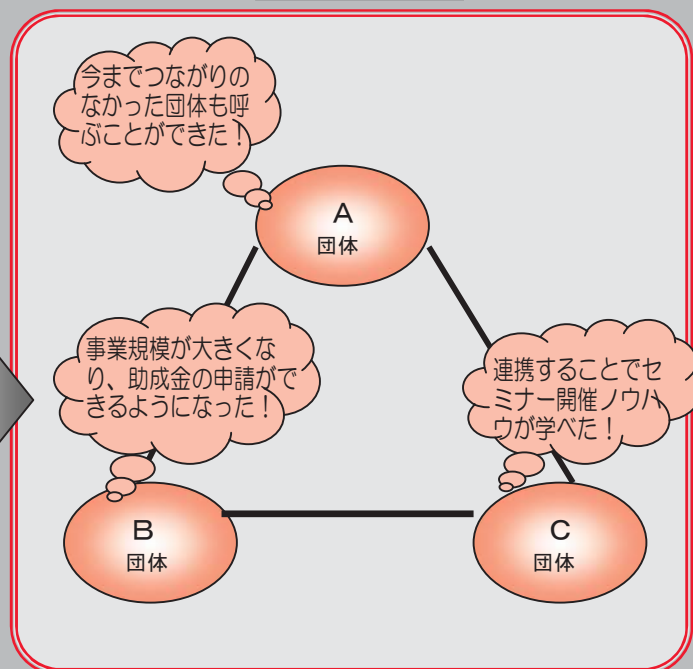 今までつながりの
なかった団体も呼
ぶことができた！
A
団体
事業規模が大きくな
り、助成金の申請がで
きるようになった！
連携することでセ
ミナー開催ノウハ
ウが学べた！
B
団体
C
団体